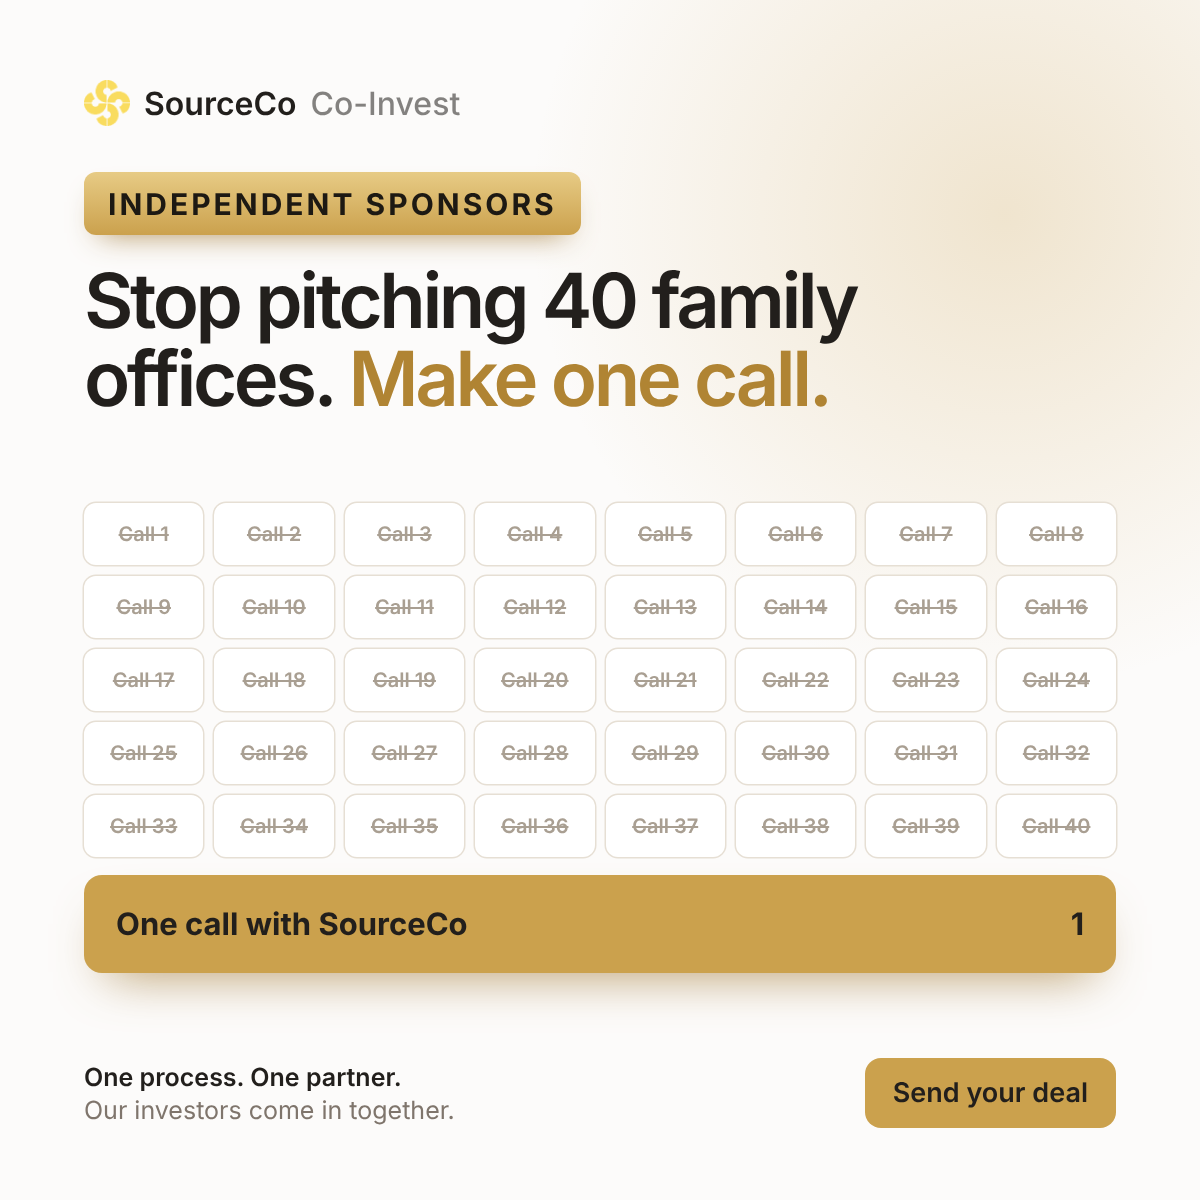 SourceCo Co-Invest
INDEPENDENT SPONSORS
Stop pitching 40 family
offices. Make one call.
Call 1 Call 2 Call 3 Call 4 Call 5 Call 6 Call 7 Call 8
Call 9 Call 10 Call 11 Call 12 Call 13 Call 14 Call 15 Call 16
Call 17 Call 18 Call 19 Call 20 Call 21 Call 22 Call 23 Call 24
Call 25 Call 26 Call 27 Call 28 Call 29 Call 30 Call 31 Call 32
Call 33 Call 34 Call 35 Call 36 Call 37 Call 38 Call 39 Call 40
One call with SourceCo 1
One process. One partner.
Our investors come in together.
Send your deal